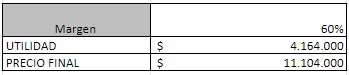 Margen 60%
UTILIDAD $ 4.164.000
PRECIO FINAL $ 11.104.000